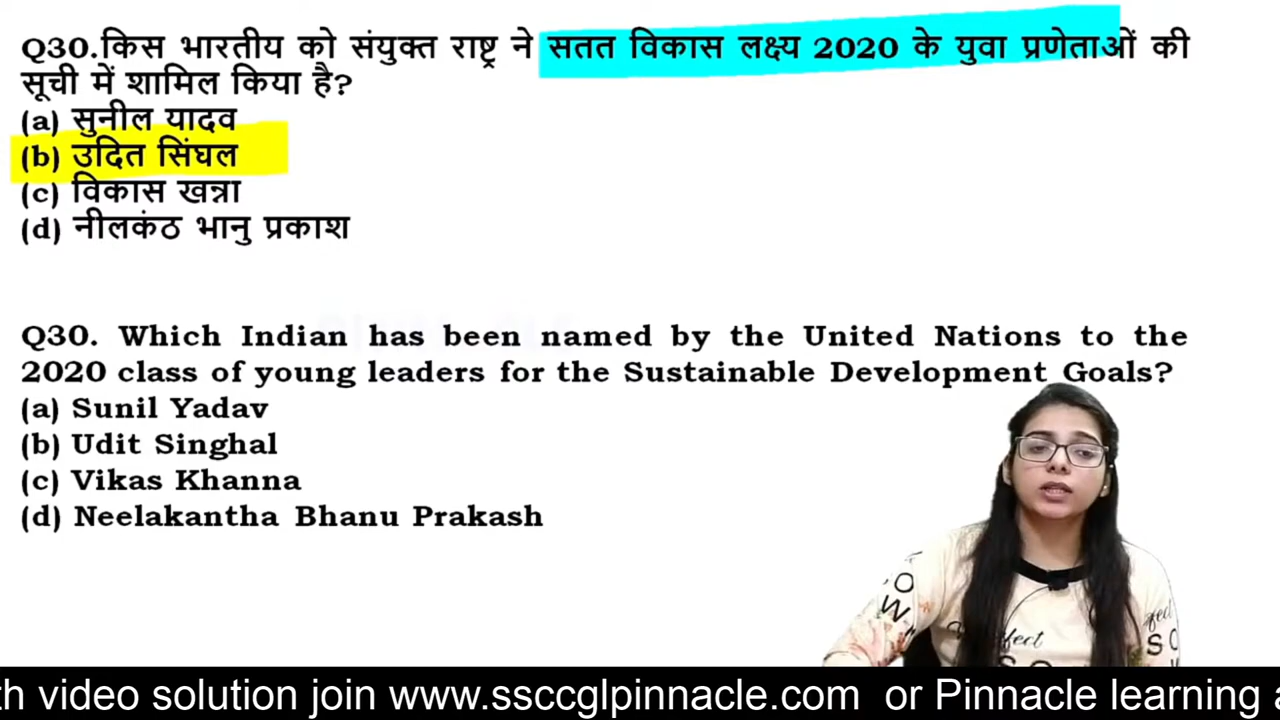 Q30.किस भारतीय को संयुक्त राष्ट्र ने सतत विकास लक्ष्य 2020 के युवा प्रणेताओं की
सूची में शामिल किया है?
(a) सुनील यादव
(b) उदित सिंघल
(c) विकास खन्ना
(d) नीलकंठ भानु प्रकाश
Q30. Which Indian has been named by the United Nations to the
2020 class of young leaders for the Sustainable Development Goals?
(a) Sunil Yadav
(b) Udit Singhal
(c) Vikas Khanna
(d) Neelakantha Bhanu Prakash
th video solution join www.ssccglpinnacle.com or Pinnacle learning a